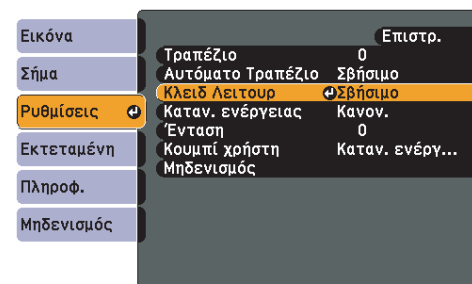 Εικόνα
Σήμα
Ρυθμίσεις
Εκτεταμένη
Πληροφ.
Μηδενισμός
Επιστρ.
Τραπέζιο 0
Αυτόματο Τραπέζιο Σβήσιμο
Κλειδ Λειτουρ Σβήσιμο
Καταν. ενέργειας Κανον.
Ένταση 0
Κουμπί χρήστη Καταν. ενέργ...
Μηδενισμός